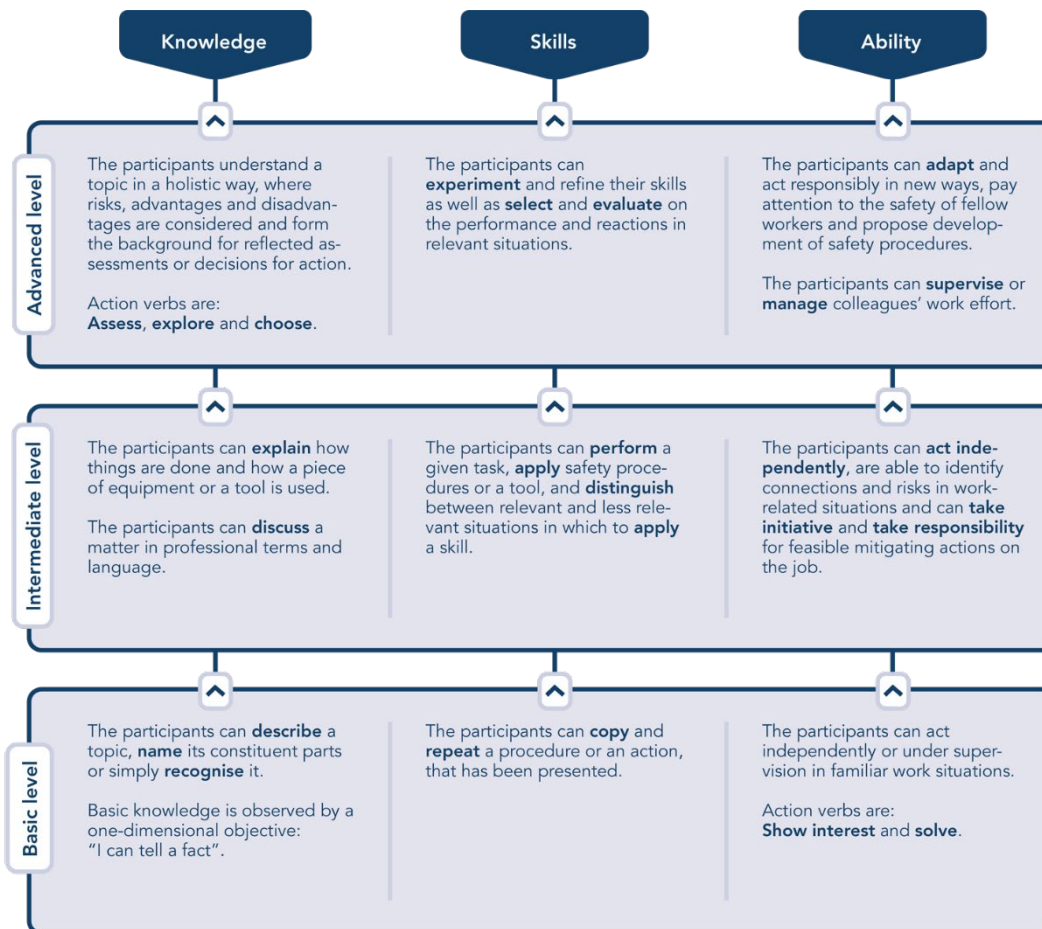 Knowledge
Skills
Ability
Advanced level
The participants understand a
topic in a holistic way, where
risks, advantages and disadvan-
tages are considered and form
the background for reflected as-
sessments or decisions for action.
Action verbs are:
Assess, explore and choose.
The participants can
experiment and refine their skills
as well as select and evaluate on
the performance and reactions in
relevant situations.
The participants can adapt and
act responsibly in new ways, pay
attention to the safety of fellow
workers and propose develop-
ment of safety procedures.
The participants can supervise or
manage colleagues’ work effort.
Intermediate level
The participants can explain how
things are done and how a piece
of equipment or a tool is used.
The participants can discuss a
matter in professional terms and
language.
The participants can perform a
given task, apply safety proce-
dures or a tool, and distinguish
between relevant and less rele-
vant situations in which to apply
a skill.
The participants can act inde-
pendently, are able to identify
connections and risks in work-
related situations and can take
initiative and take responsibility
for feasible mitigating actions on
the job.
Basic level
The participants can describe a
topic, name its constituent parts
or simply recognise it.
Basic knowledge is observed by a
one-dimensional objective:
“I can tell a fact”.
The participants can copy and
repeat a procedure or an action,
that has been presented.
The participants can act
independently or under super-
vision in familiar work situations.
Action verbs are:
Show interest and solve.